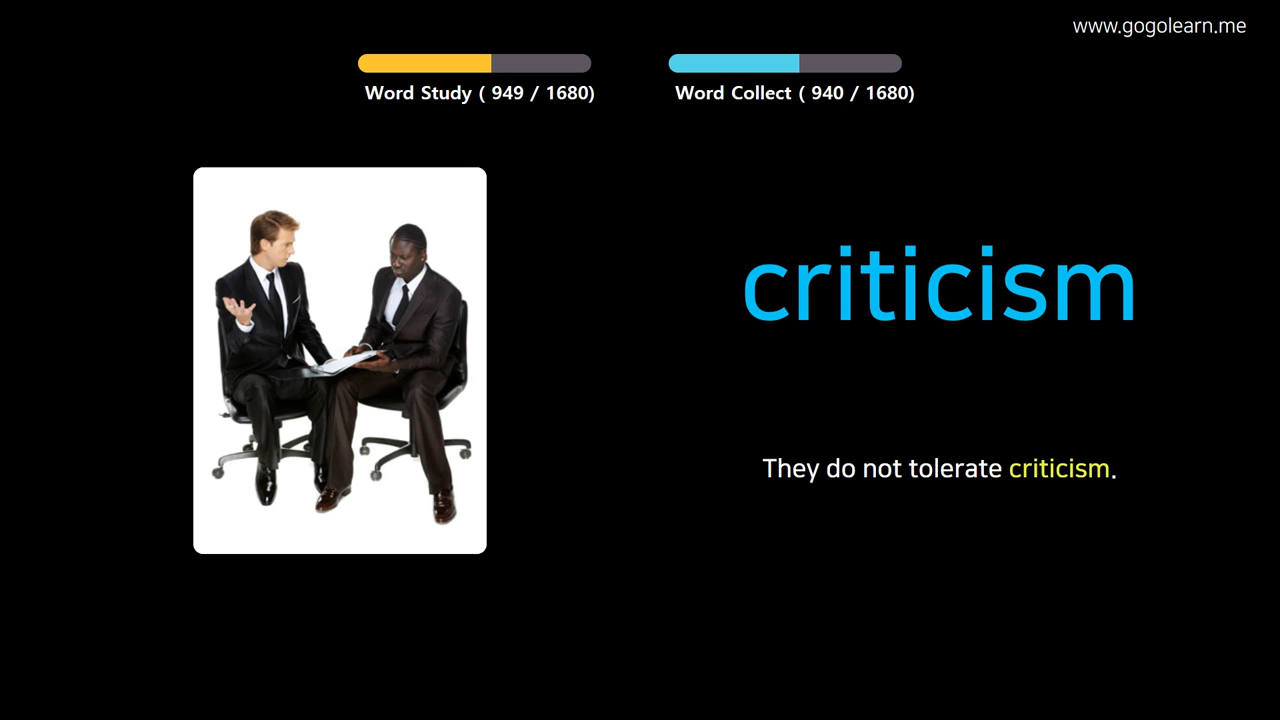 www.gogolearn.me
Word Study ( 949 / 1680)
Word Collect ( 940 / 1680)
criticism
They do not tolerate criticism.